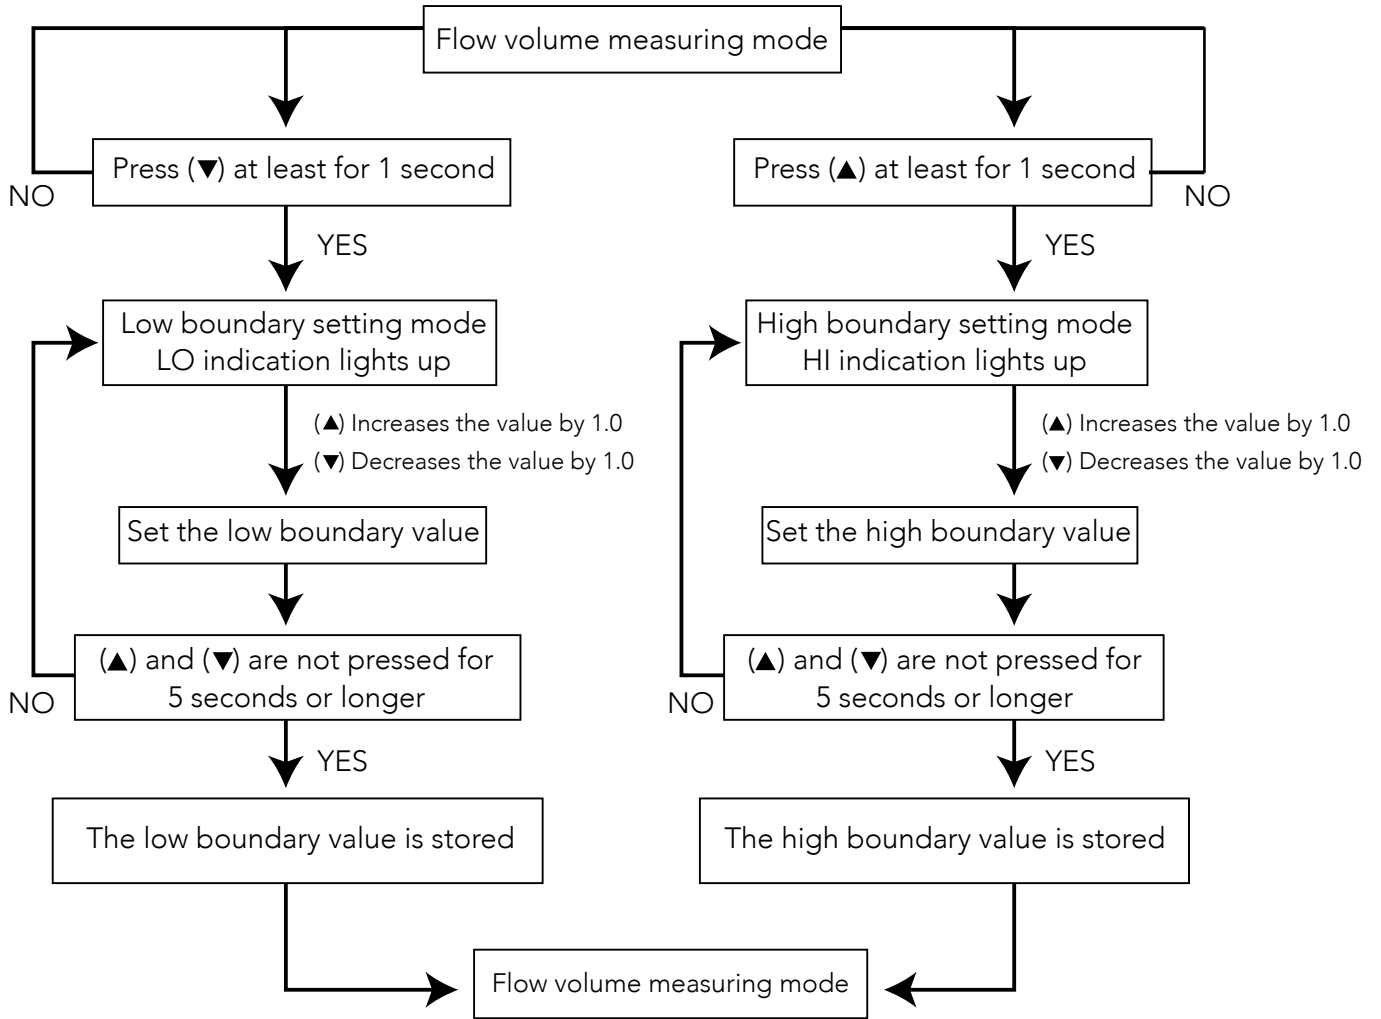 Flow volume measuring mode
Press (▼) at least for 1 second
NO
YES
Low boundary setting mode
LO indication lights up
(▲) Increases the value by 1.0
(▼) Decreases the value by 1.0
Set the low boundary value
(▲) and (▼) are not pressed for
5 seconds or longer
NO
YES
The low boundary value is stored
Press (▲) at least for 1 second
NO
YES
High boundary setting mode
HI indication lights up
(▲) Increases the value by 1.0
(▼) Decreases the value by 1.0
Set the high boundary value
(▲) and (▼) are not pressed for
5 seconds or longer
NO
YES
The high boundary value is stored
Flow volume measuring mode